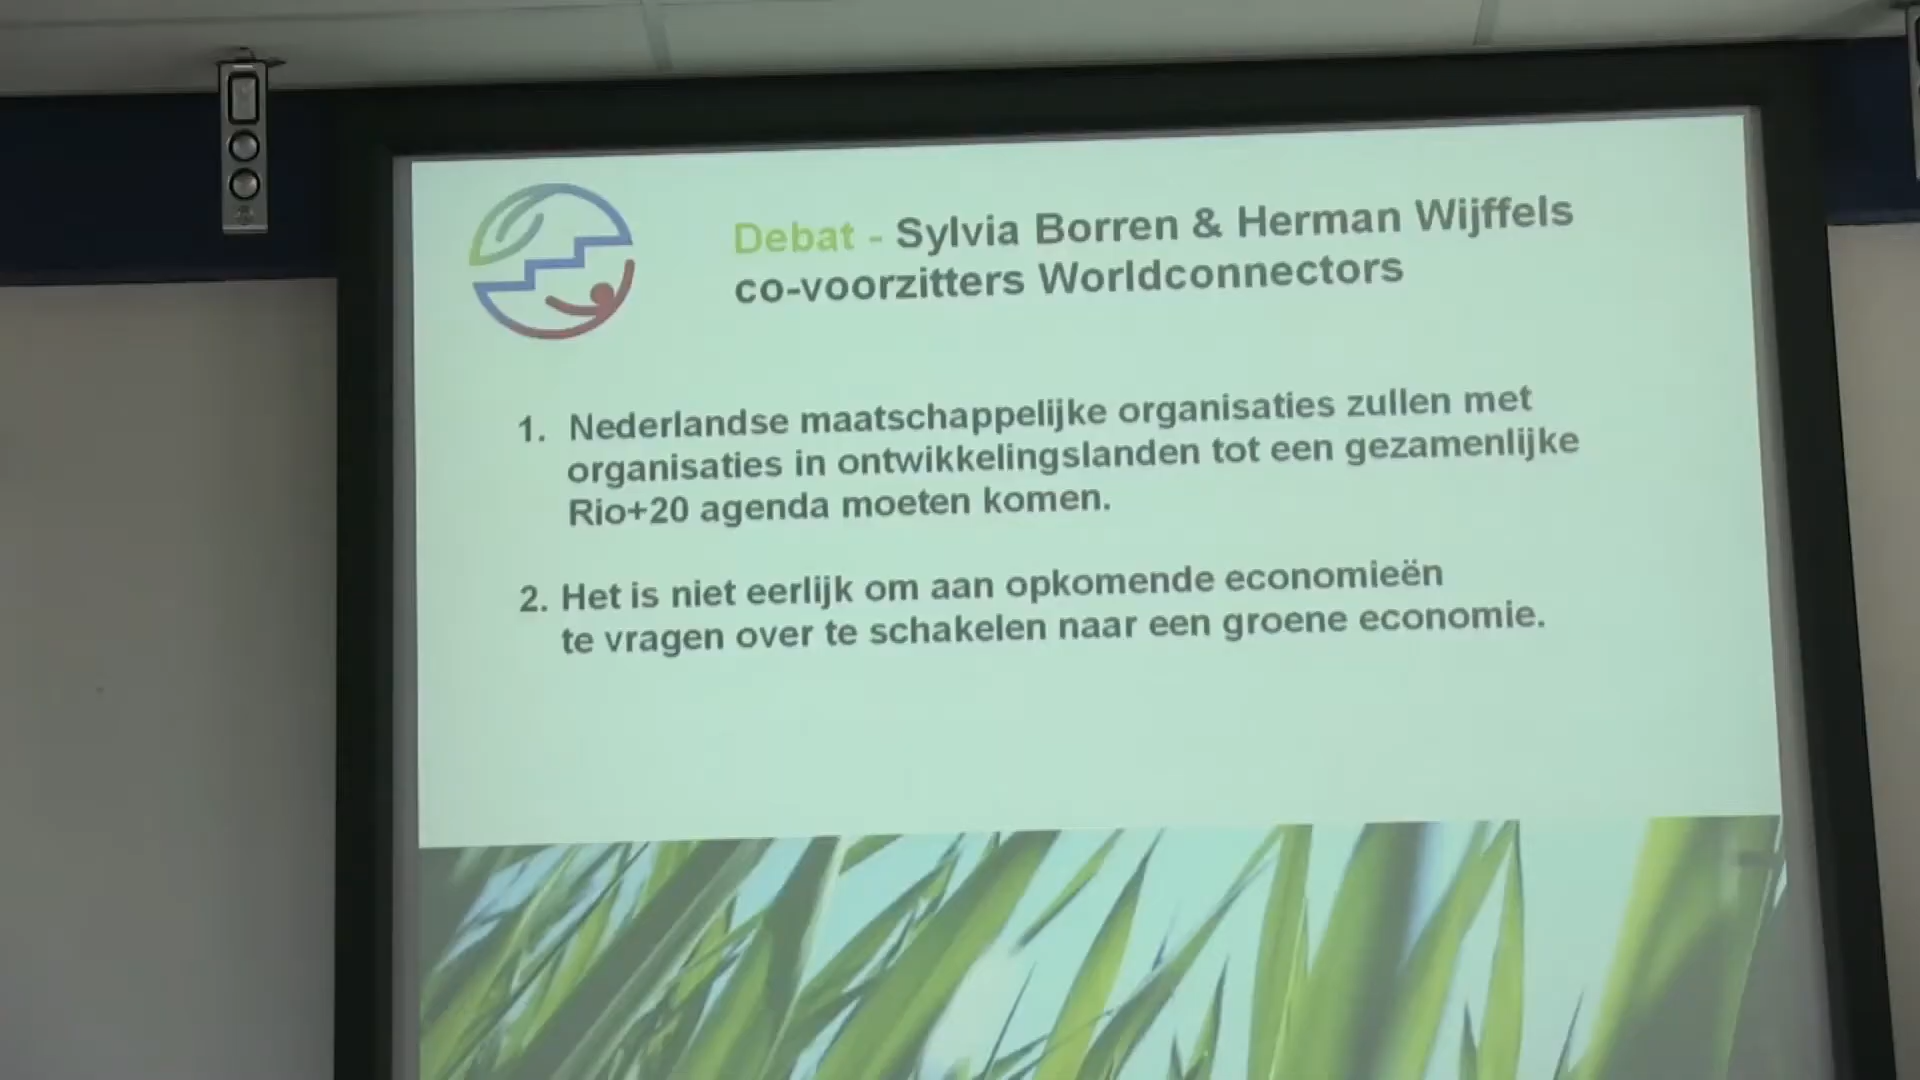 Debat - Sylvia Borren & Herman Wijffels
co-voorzitters Worldconnectors
1. Nederlandse maatschappelijke organisaties zullen met
organisaties in ontwikkelingslanden tot een gezamenlijke
Rio+20 agenda moeten komen.
2. Het is niet eerlijk om aan opkomende economieën
te vragen over te schakelen naar een groene economie.